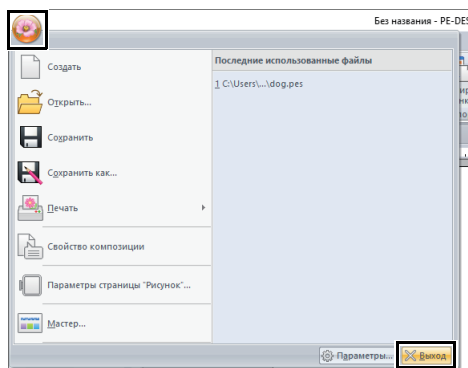 Без названия - PE-DES
Создать
Открыть...
Сохранить
Сохранить как...
Печать
Свойство композиции
Параметры страницы "Рисунок"...
Мастер...
Последние использованные файлы
1 C:\Users\...\dog.pes
Параметры...
Выход